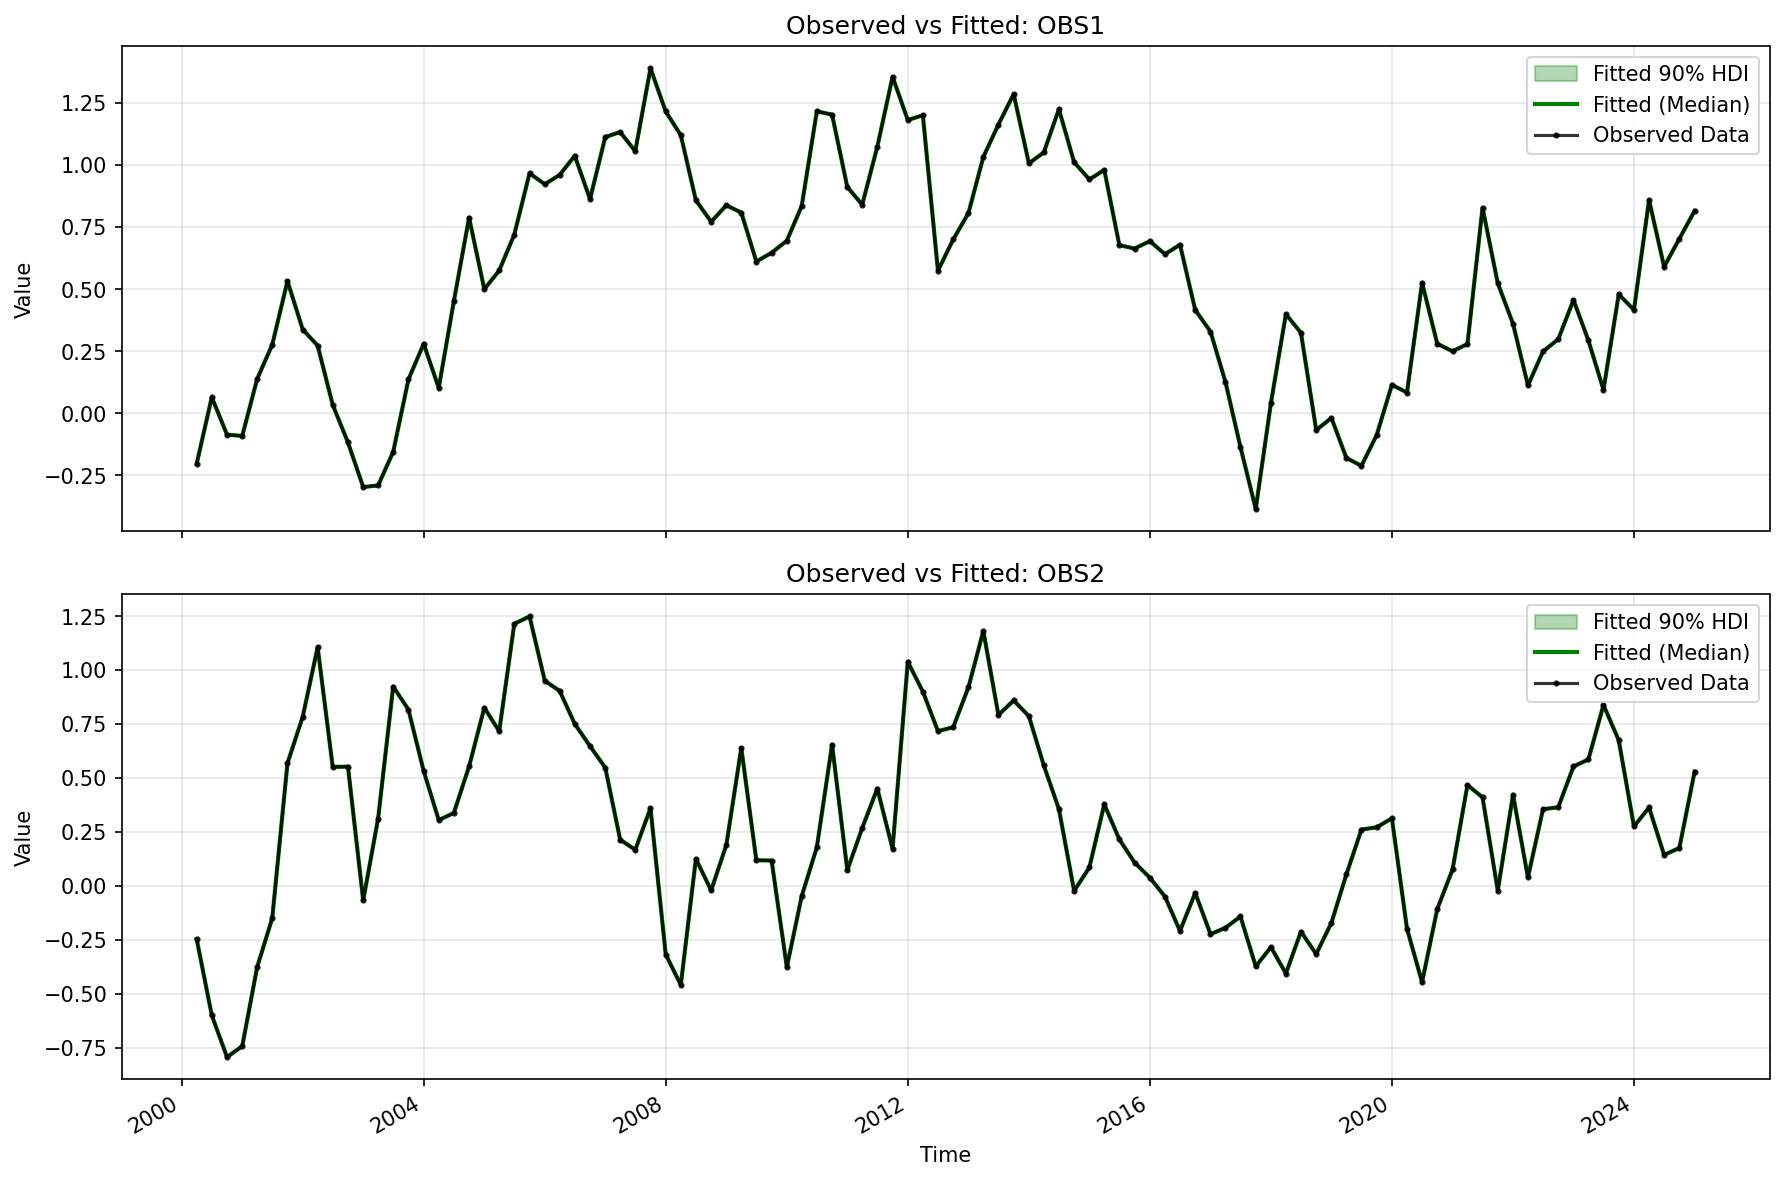 Observed vs Fitted: OBS1
Fitted 90% HDI
Fitted (Median)
Observed Data
1.25
1.00
0.75
0.50
0.25
0.00
−0.25
Value
Observed vs Fitted: OBS2
Fitted 90% HDI
Fitted (Median)
Observed Data
1.25
1.00
0.75
0.50
0.25
0.00
−0.25
−0.50
−0.75
Value
2000 2004 2008 2012 2016 2020 2024
Time